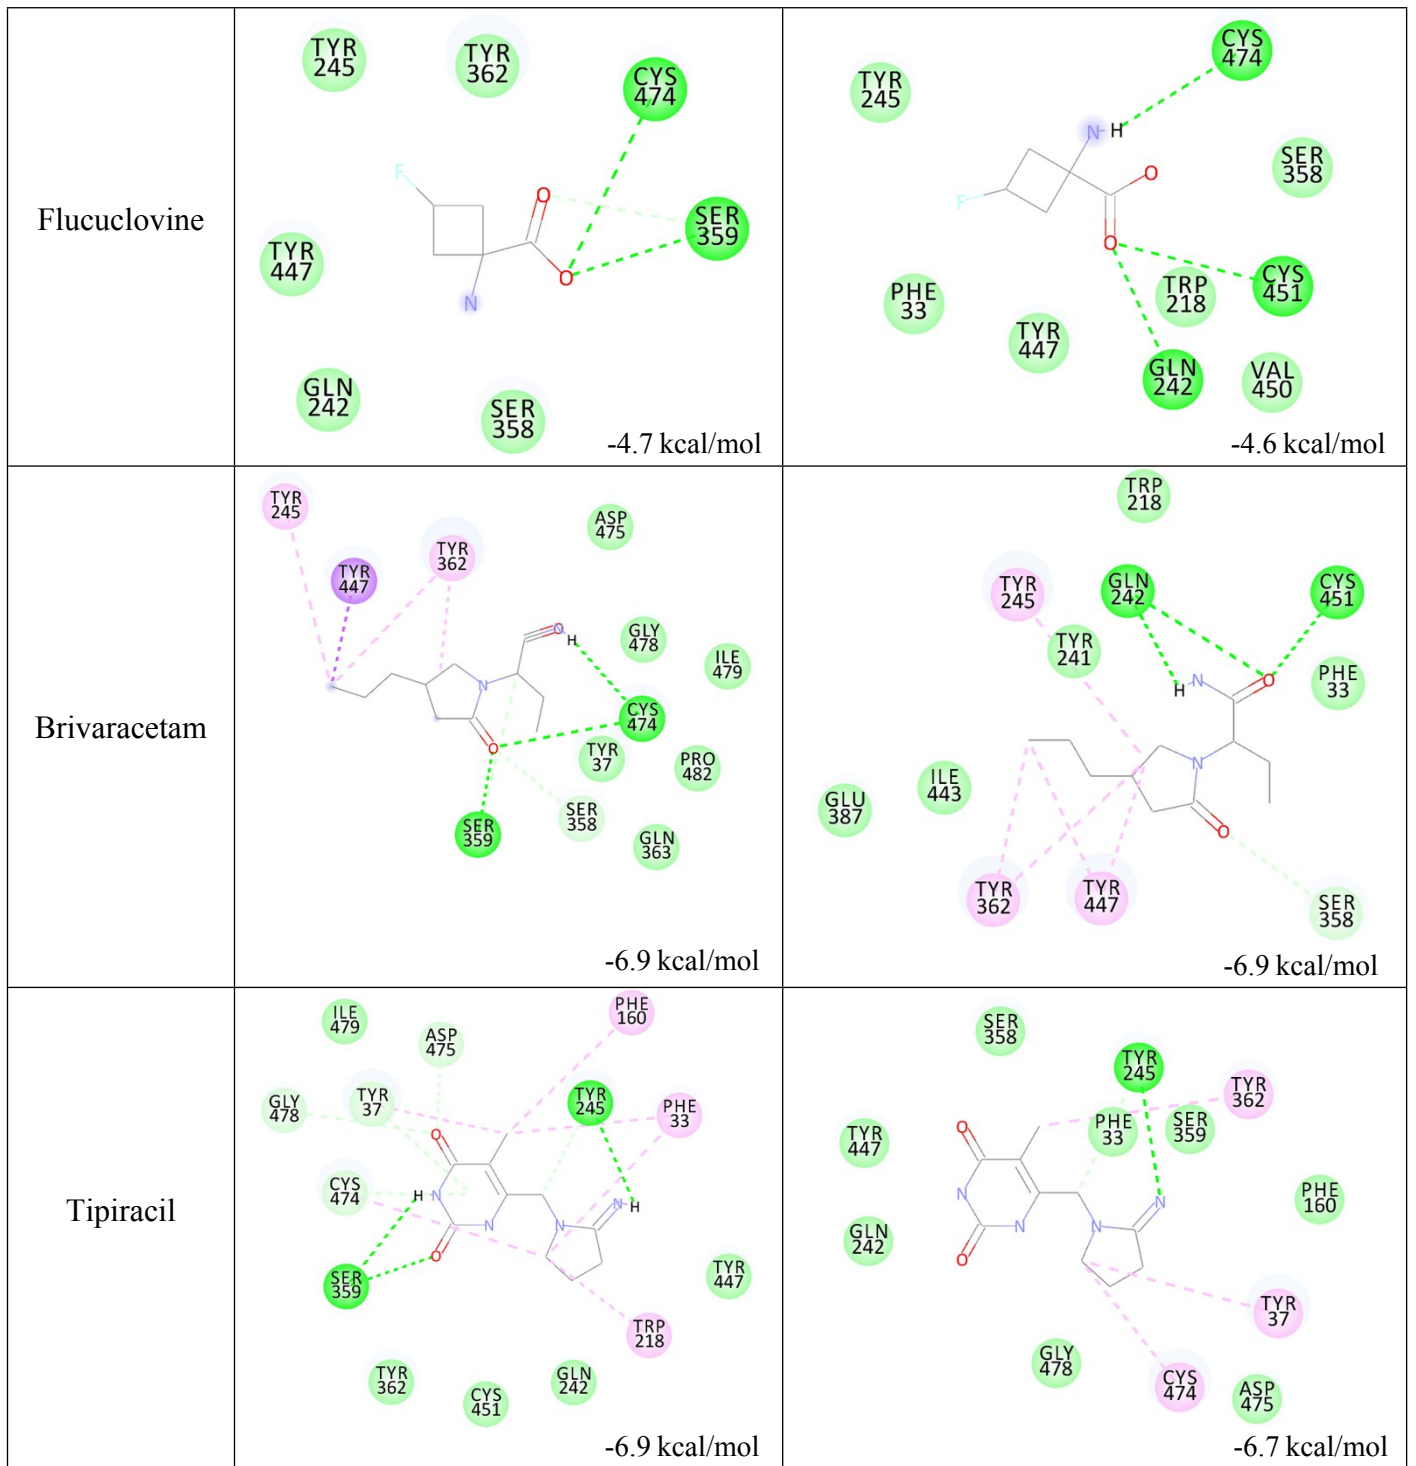 Flucuclovine
TYR
245
TYR
362
CYS
474
F
O
SER
359
O
N
TYR
447
GLN
242
SER
358
-4.7 kcal/mol
CYS
474
TYR
245
N H
SER
358
O
F
O
PHE
33
TRP
218
CYS
451
TYR
447
GLN
242
VAL
450
-4.6 kcal/mol
Brivaracetam
TYR
245
ASP
475
TYR
362
TYR
447
H
GLY
478
ILE
479
N
CYS
474
O
TYR
37
PRO
482
SER
358
SER
359
GLN
363
-6.9 kcal/mol
TRP
218
TYR
245
GLN
242
CYS
451
TYR
241
PHE
33
H N
O
N
ILE
443
GLU
387
O
TYR
362
TYR
447
SER
358
-6.9 kcal/mol
Tipiracil
ILE
479
ASP
475
PHE
160
GLY
478
TYR
37
TYR
245
PHE
33
O
CYS
474
H N
N H
N
N
O
SER
359
TYR
447
TRP
218
TYR
362
CYS
451
GLN
242
-6.9 kcal/mol
SER
358
TYR
245
TYR
362
TYR
447
O
PHE
33
SER
359
N
N
PHE
160
N
N
GLN
242
O
TYR
37
GLY
478
CYS
474
ASP
475
-6.7 kcal/mol